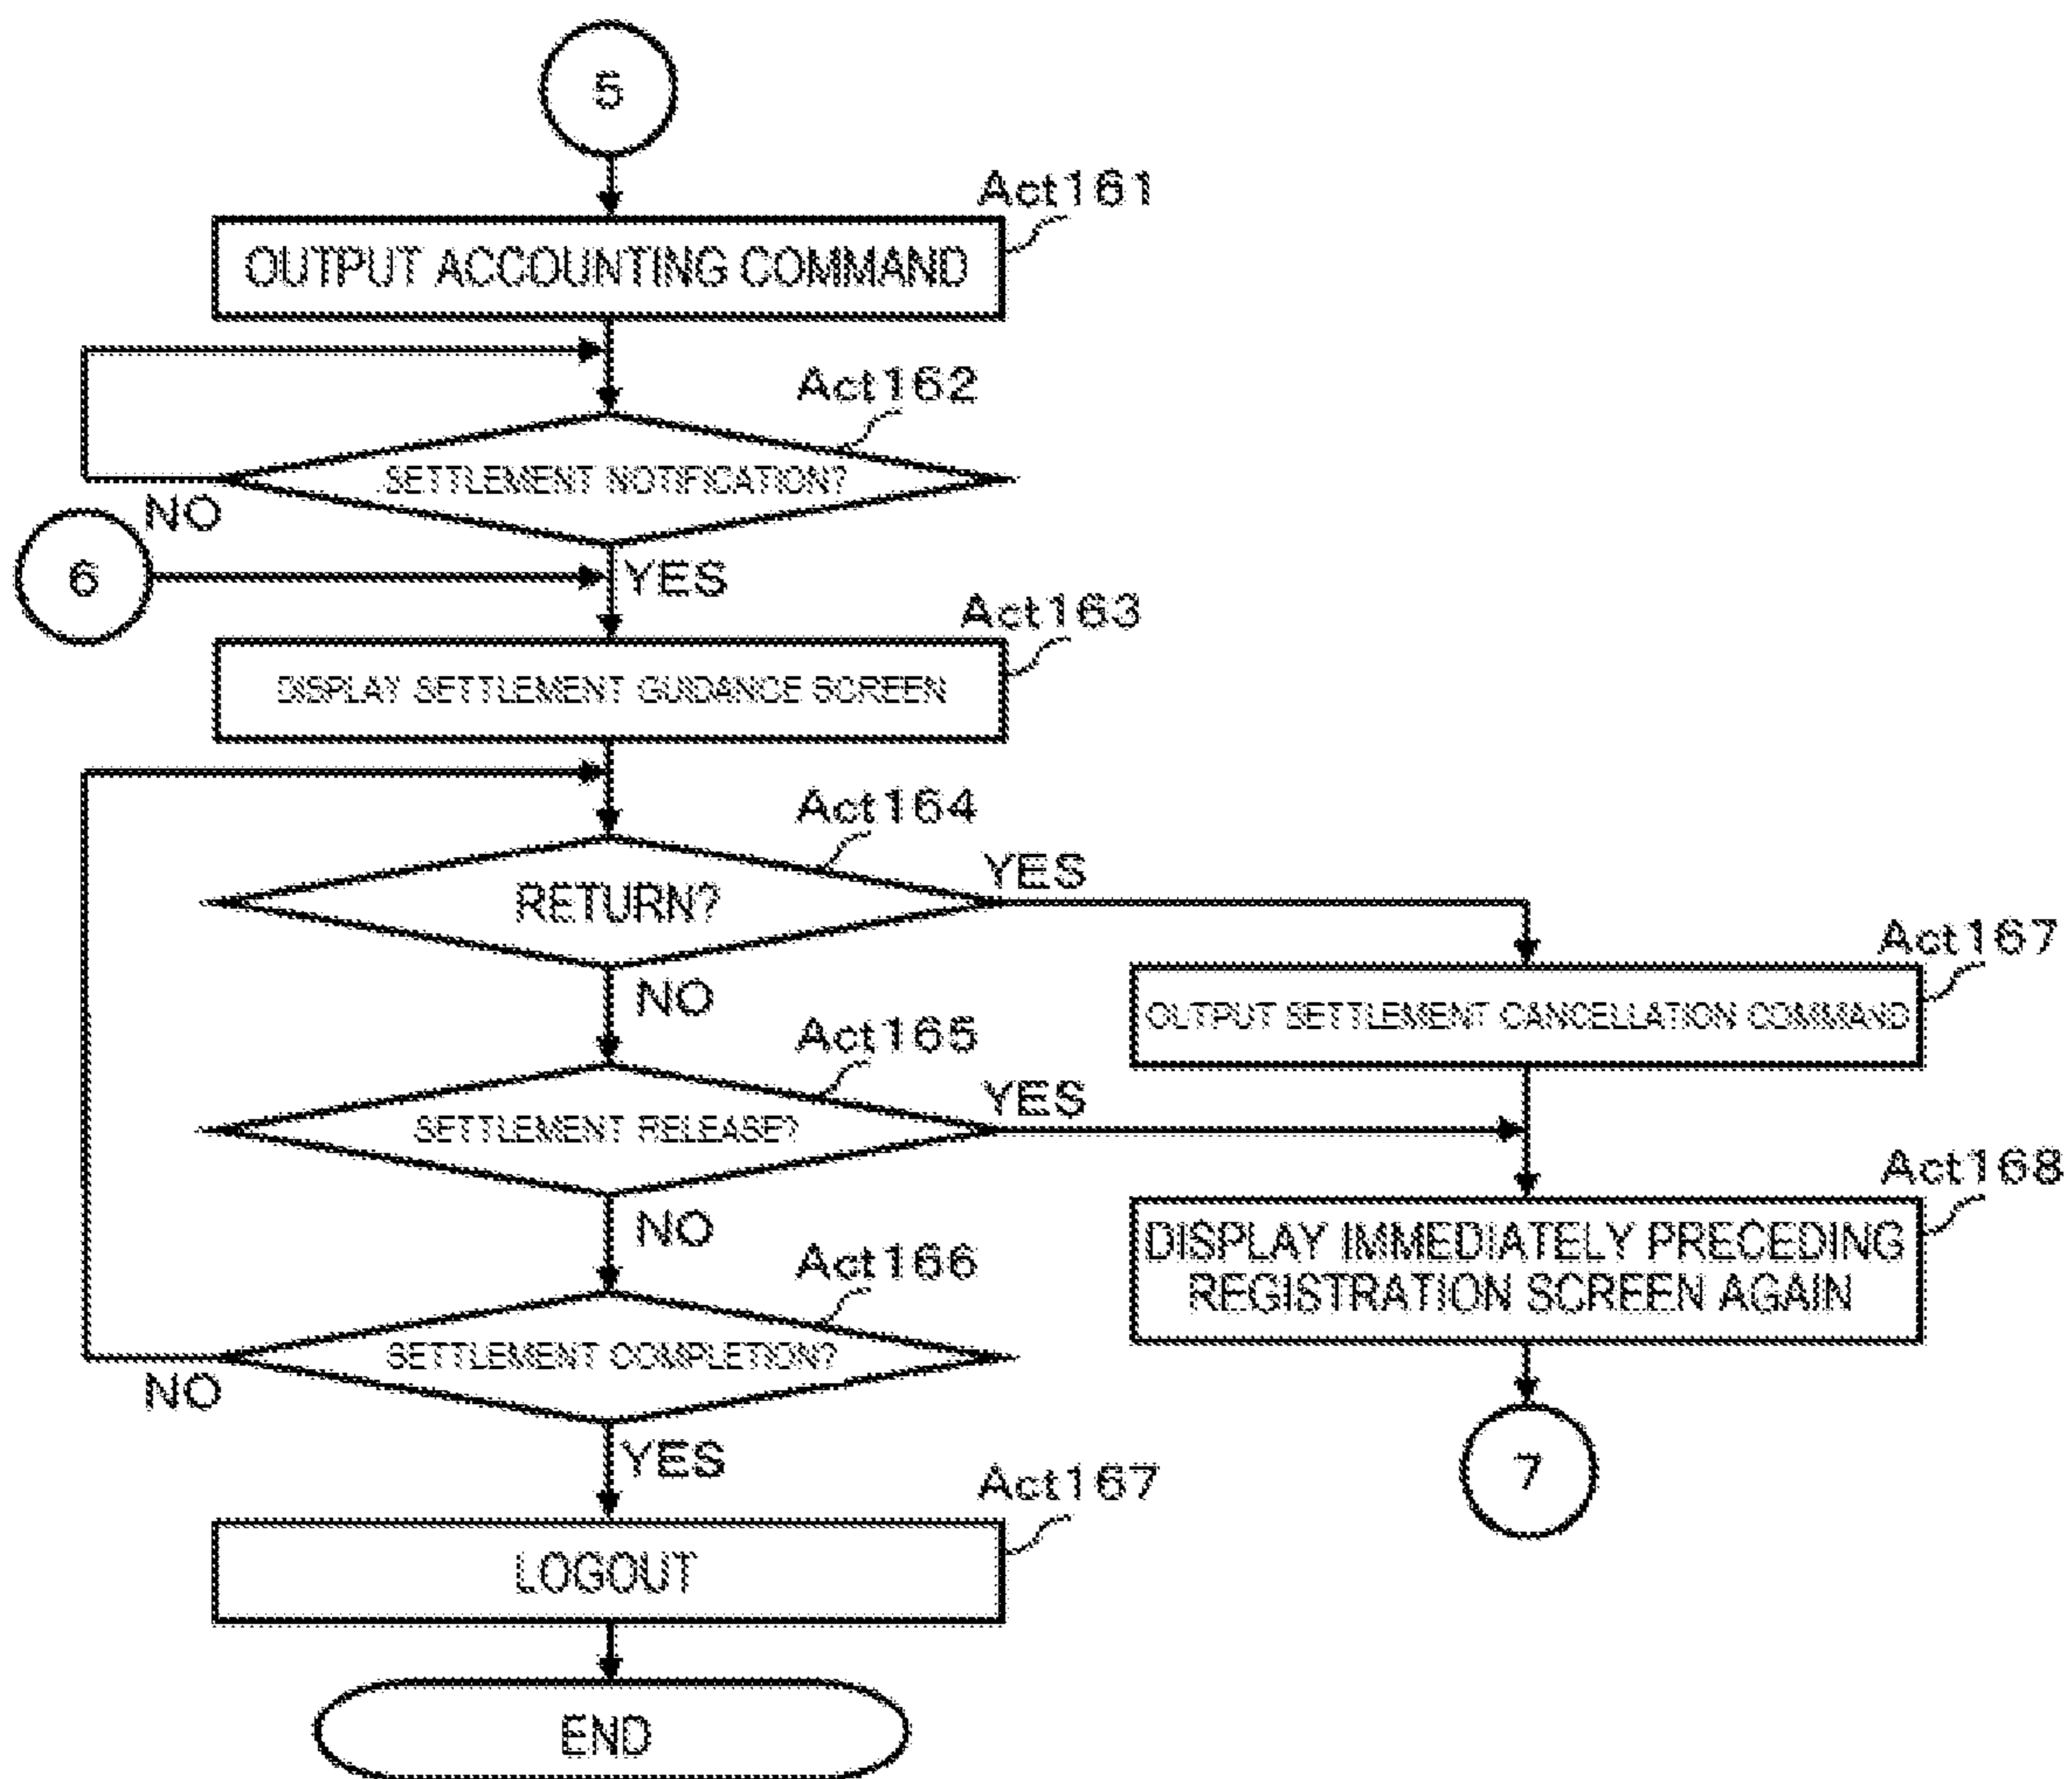 5
Act161
OUTPUT ACCOUNTING COMMAND
Act162
SETTLEMENT NOTIFICATION?
NO
6
YES
Act163
DISPLAY SETTLEMENT GUIDANCE SCREEN
Act164
RETURN?
YES
NO
Act167
OUTPUT SETTLEMENT CANCELLATION COMMAND
Act165
SETTLEMENT RELEASE?
YES
NO
Act168
DISPLAY IMMEDIATELY PRECEDING
REGISTRATION SCREEN AGAIN
Act166
SETTLEMENT COMPLETION?
NO
YES
7
Act167
LOGOUT
END